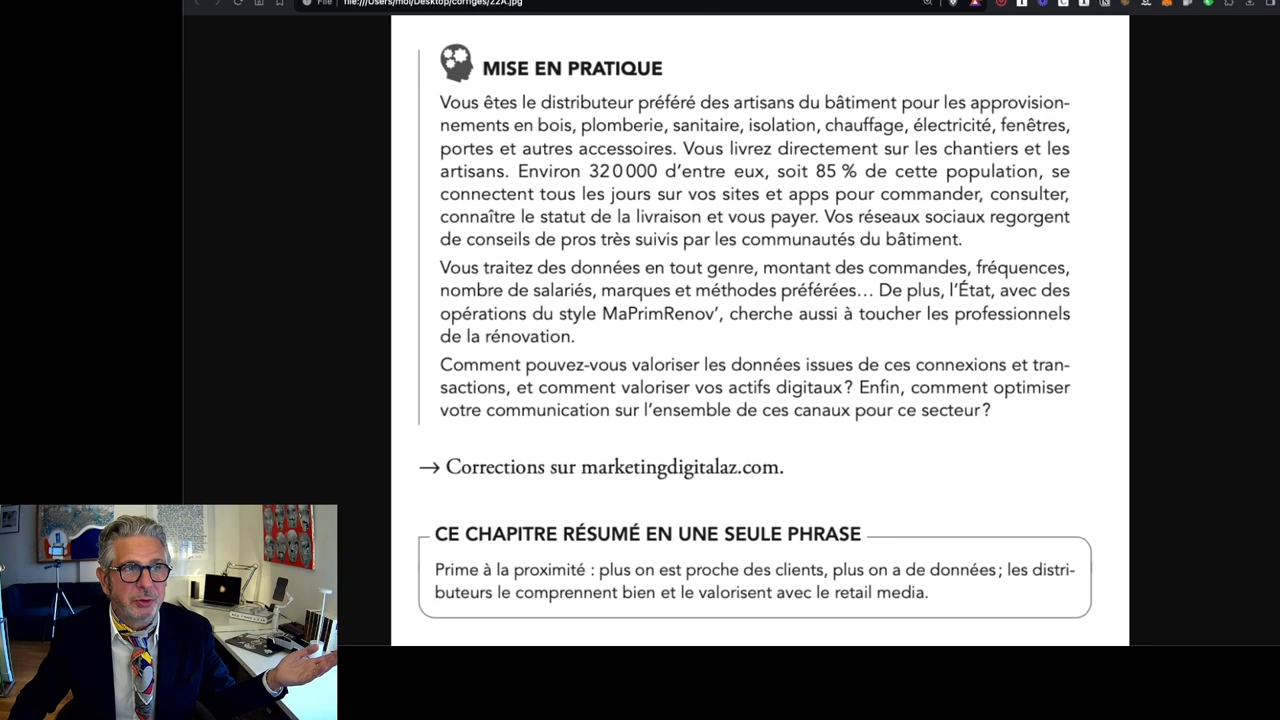 File
file:///Users/moi/Desktop/corriges/22A.jpg
MISE EN PRATIQUE
Vous êtes le distributeur préféré des artisans du bâtiment pour les approvision-
nements en bois, plomberie, sanitaire, isolation, chauffage, électricité, fenêtres,
portes et autres accessoires. Vous livrez directement sur les chantiers et les
artisans. Environ 320 000 d’entre eux, soit 85 % de cette population, se
connectent tous les jours sur vos sites et apps pour commander, consulter,
connaître le statut de la livraison et vous payer. Vos réseaux sociaux regorgent
de conseils de pros très suivis par les communautés du bâtiment.
Vous traitez des données en tout genre, montant des commandes, fréquences,
nombre de salariés, marques et méthodes préférées… De plus, l’État, avec des
opérations du style MaPrimRenov’, cherche aussi à toucher les professionnels
de la rénovation.
Comment pouvez-vous valoriser les données issues de ces connexions et tran-
sactions, et comment valoriser vos actifs digitaux ? Enfin, comment optimiser
votre communication sur l’ensemble de ces canaux pour ce secteur ?
→ Corrections sur marketingdigitalaz.com.
CE CHAPITRE RÉSUMÉ EN UNE SEULE PHRASE
Prime à la proximité : plus on est proche des clients, plus on a de données ; les distri-
buteurs le comprennent bien et le valorisent avec le retail media.